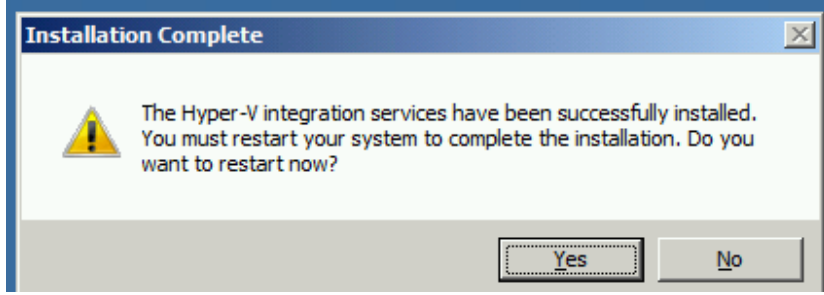 Installation Complete
The Hyper-V integration services have been successfully installed.
You must restart your system to complete the installation. Do you
want to restart now?
Yes
No